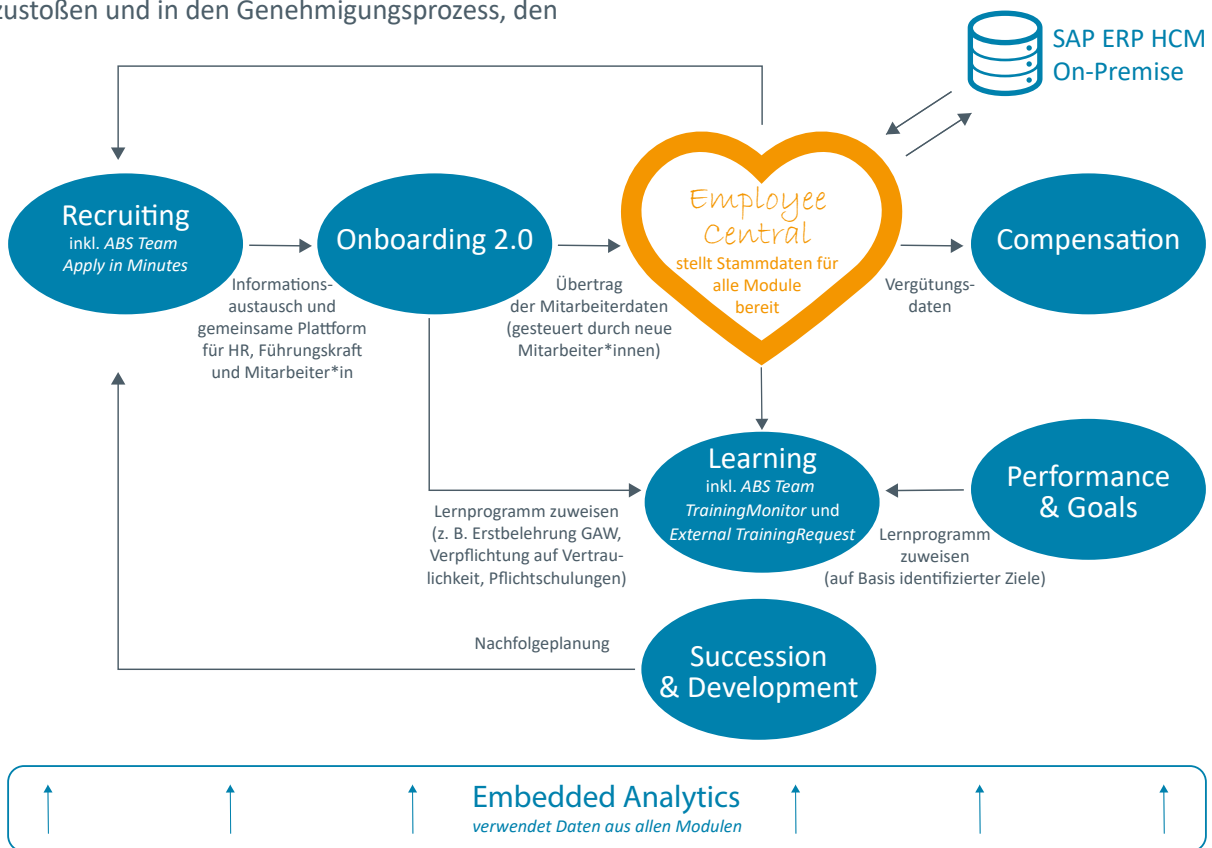 zustoßen und in den Genehmigungsprozess, den
SAP ERP HCM
On-Premise
Recruiting
inkl. ABS Team
Apply in Minutes
Informations-
austausch und
gemeinsame Plattform
für HR, Führungskraft
und Mitarbeiter*in
Onboarding 2.0
Übertrag
der Mitarbeiterdaten
(gesteuert durch neue
Mitarbeiter*innen)
Employee
Central
stellt Stammdaten für
alle Module
bereit
Vergütungs-
daten
Compensation
Lernprogramm zuweisen
(z. B. Erstbelehrung GAW,
Verpflichtung auf Vertrau-
lichkeit, Pflichtschulungen)
Learning
inkl. ABS Team
TrainingMonitor und
External TrainingRequest
Lernprogramm
zuweisen
(auf Basis identifizierter Ziele)
Performance
& Goals
Nachfolgeplanung
Succession
& Development
Embedded Analytics
verwendet Daten aus allen Modulen